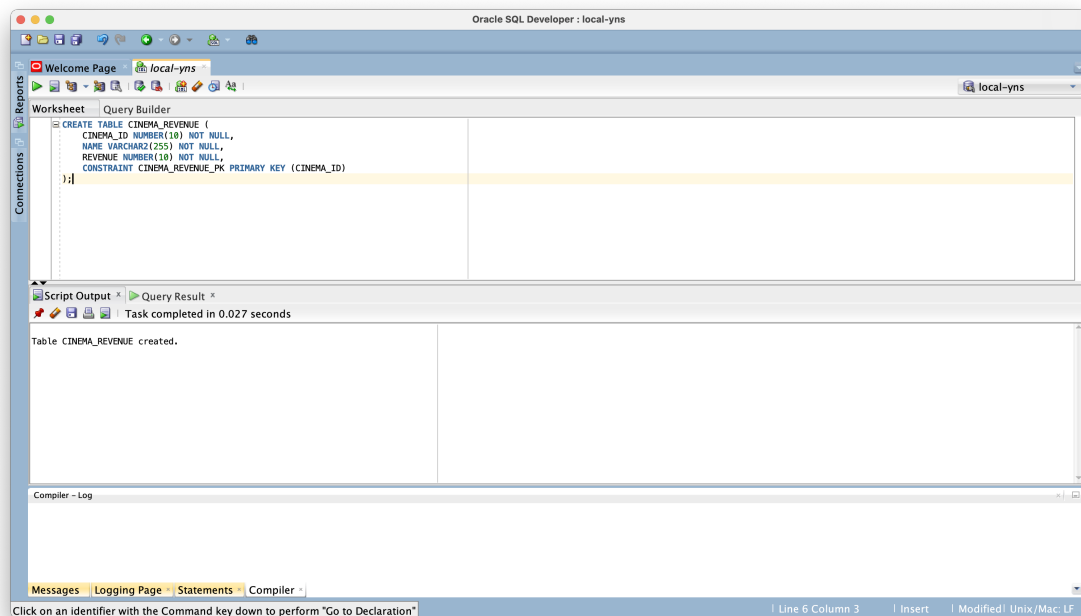 Oracle SQL Developer : local-yns
Welcome Page
local-yns
local-yns
Worksheet Query Builder
CREATE TABLE CINEMA_REVENUE (
CINEMA_ID NUMBER(10) NOT NULL,
NAME VARCHAR2(255) NOT NULL,
REVENUE NUMBER(10) NOT NULL,
CONSTRAINT CINEMA_REVENUE_PK PRIMARY KEY (CINEMA_ID)
);
Reports
Connections
Script Output Query Result
Task completed in 0.027 seconds
Table CINEMA_REVENUE created.
Compiler - Log
Messages Logging Page Statements Compiler
Click on an identifier with the Command key down to perform "Go to Declaration"
Line 6 Column 3 Insert Modified Unix/Mac: LF